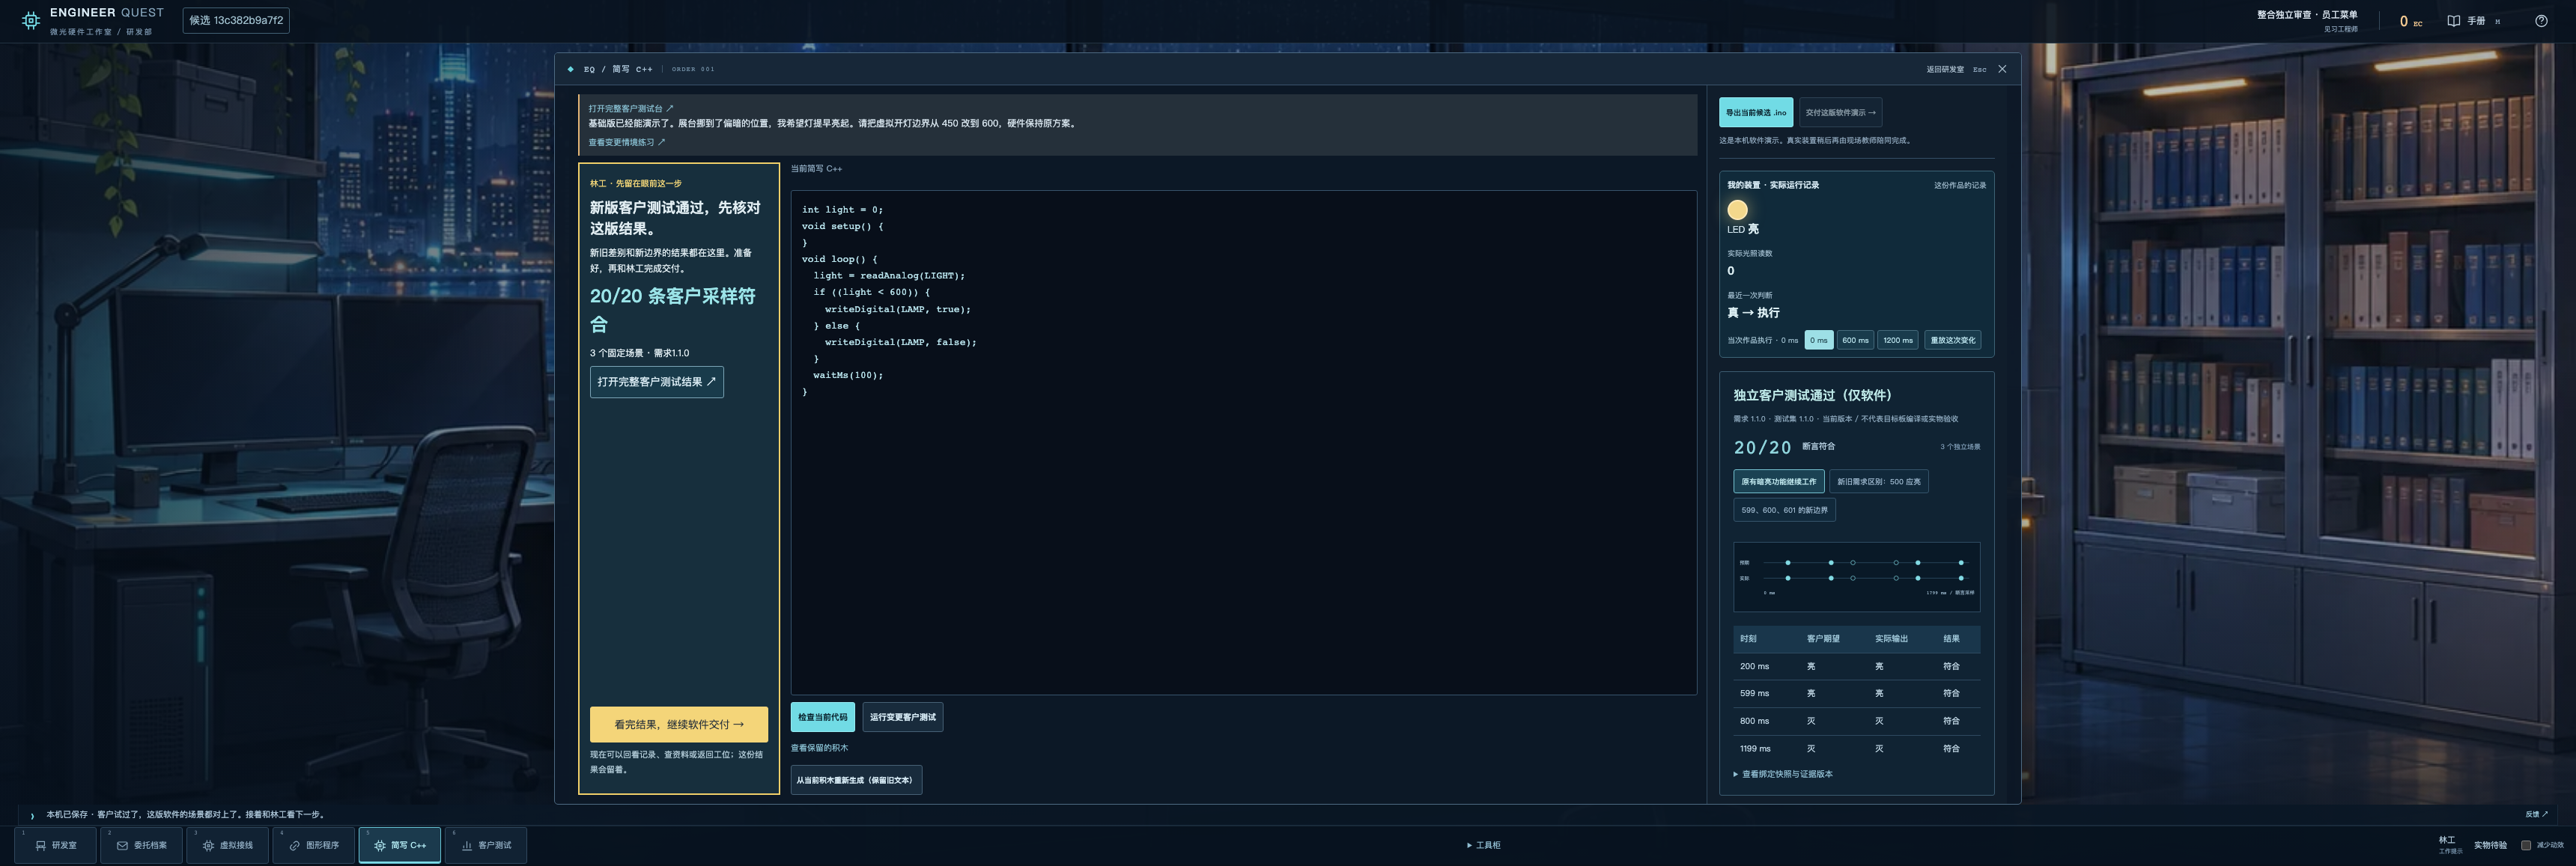 ENGINEER QUEST
微光硬件工作室 / 研发部
候选 13c382b9a7f2
整合独立审查 · 员工菜单
见习工程师
0 EC
手册 M
EQ / 简写 C++ ORDER 001
返回研发室 Esc
打开完整客户测试台 ↗
基础版已经能演示了。展台挪到了偏暗的位置，我希望灯提早亮起。请把虚拟开灯边界从 450 改到 600，硬件保持原方案。
查看变更情境练习 ↗
林工 · 先留在眼前这一步
新版客户测试通过，先核对
这版结果。
新旧差别和新边界的结果都在这里。准备
好，再和林工完成交付。
20/20 条客户采样符
合
3 个固定场景 · 需求1.1.0
打开完整客户测试结果 ↗
看完结果，继续软件交付 →
现在可以回看记录、查资料或返回工位；这份结
果会留着。
当前简写 C++
int light = 0;
void setup() {
}
void loop() {
light = readAnalog(LIGHT);
if ((light < 600)) {
writeDigital(LAMP, true);
} else {
writeDigital(LAMP, false);
}
waitMs(100);
}
检查当前代码 运行变更客户测试
查看保留的积木
从当前积木重新生成（保留旧文本）
导出当前候选 .ino 交付这版软件演示 →
这是本机软件演示。真实装置稍后再由现场教师陪同完成。
我的装置 · 实际运行记录 这份作品的记录
LED 亮
实际光照读数
0
最近一次判断
真 → 执行
当次作品执行 · 0 ms 0 ms 600 ms 1200 ms 重放这次变化
独立客户测试通过（仅软件）
需求 1.1.0 · 测试集 1.1.0 · 当前版本 / 不代表目标板编译或实物验收
20/20 断言符合 3 个独立场景
原有暗亮功能继续工作 新旧需求区别：500 应亮
599、600、601 的新边界
预期
实际
0 ms 1799 ms / 断言采样
时刻 客户期望 实际输出 结果
200 ms 亮 亮 符合
599 ms 亮 亮 符合
800 ms 灭 灭 符合
1199 ms 灭 灭 符合
▶ 查看绑定快照与证据版本
本机已保存 · 客户试过了，这版软件的场景都对上了。接着和林工看下一步。
反馈 ↗
1 研发室 2 委托档案 3 虚拟接线 4 图形程序 5 简写 C++ 6 客户测试
▶ 工具柜
林工
工作提示
实物待验
减少动效